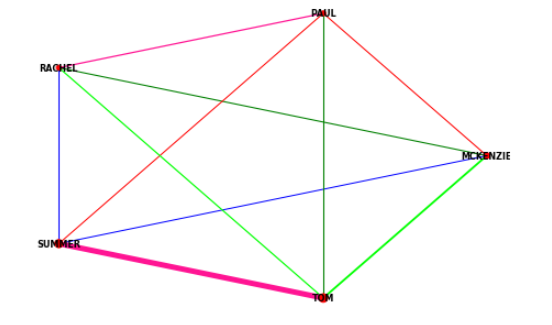 PAUL
RACHEL
MCKENZIE
SUMMER
TOM